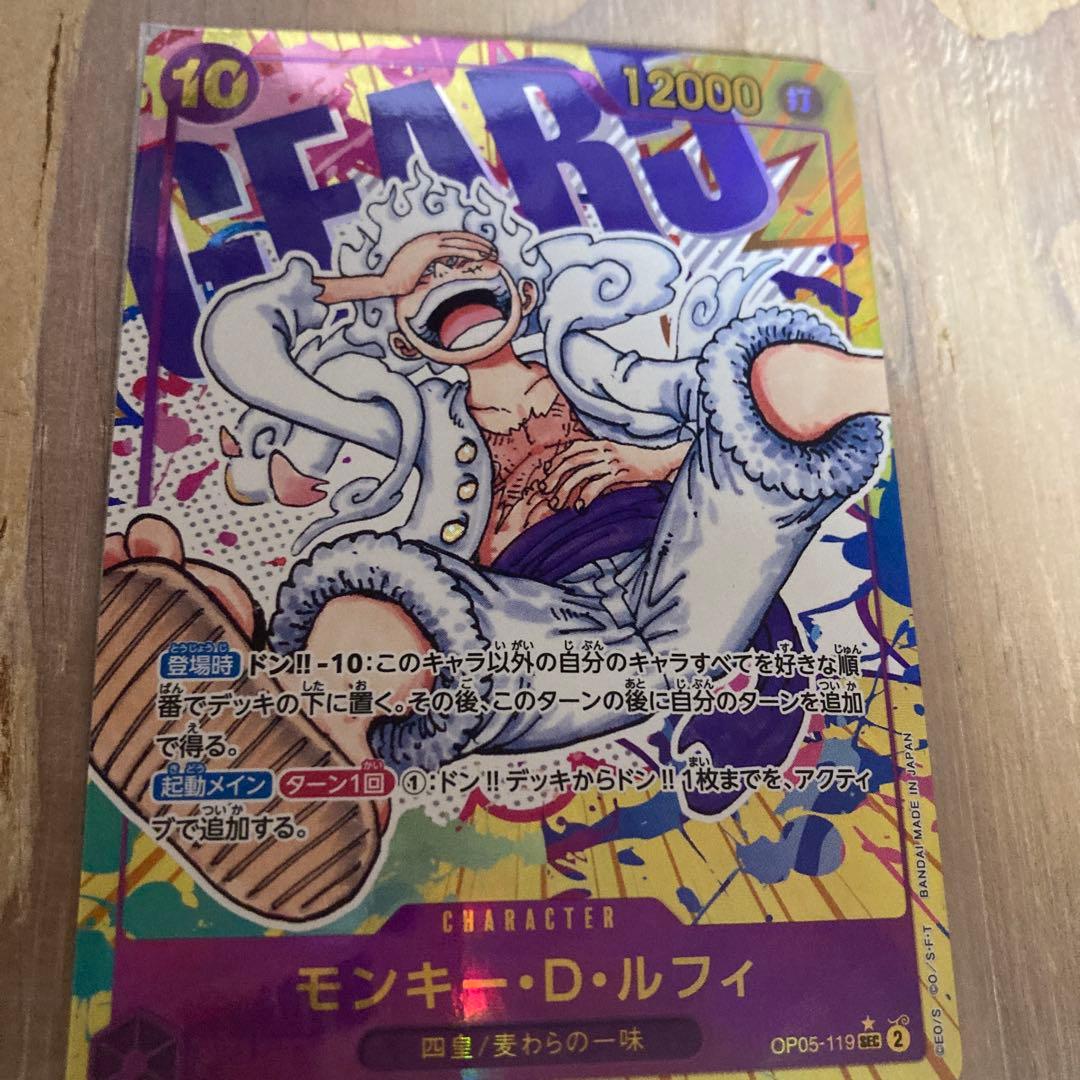 10
12000 打
GEAR5
登場時 ドン!!-10:このキャラ以外の自分のキャラすべてを好きな順
番でデッキの下に置く。その後、このターンの後に自分のターンを追加
で得る。
起動メイン ターン1回 ①:ドン!!デッキからドン!!1枚までを、アクティ
ブで追加する。
CHARACTER
モンキー・D・ルフィ
四皇/麦わらの一味
OP05-119 ★ SEC 2
©EO/S ©O/S・F・T BANDAI MADE IN JAPAN